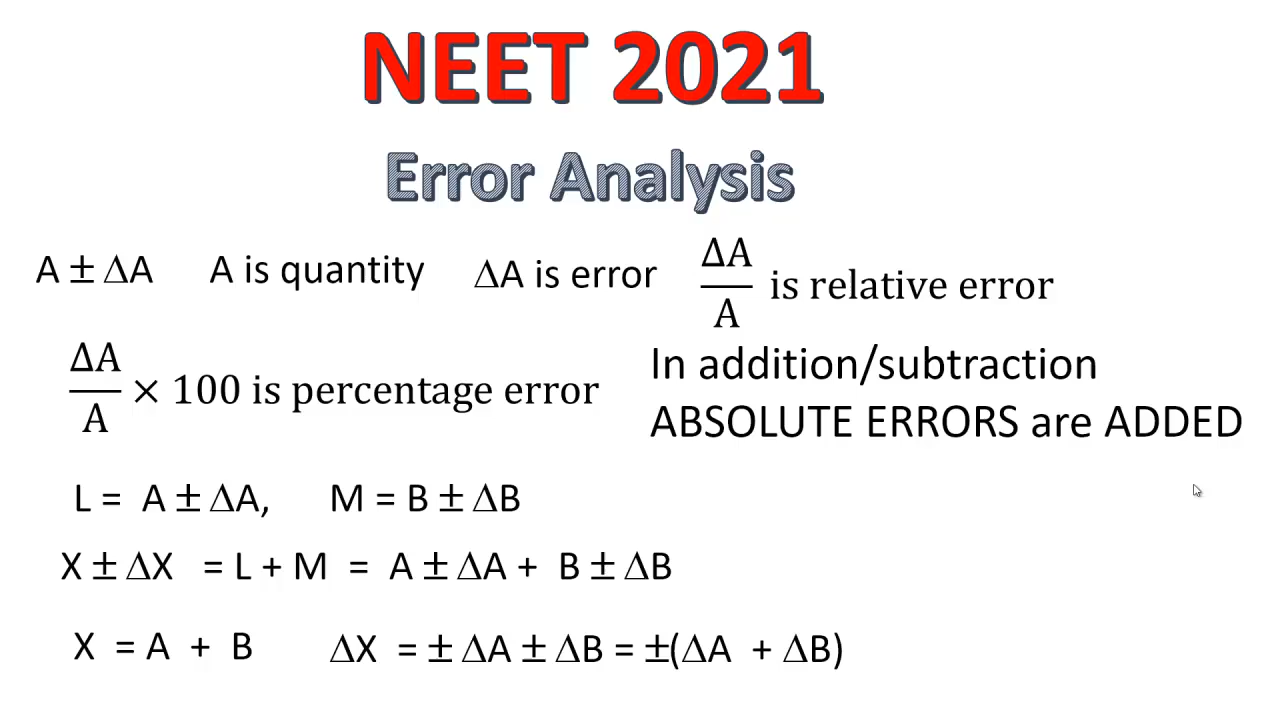 NEET 2021
Error Analysis
A ± ΔA A is quantity ΔA is error ΔA/A is relative error
ΔA/A × 100 is percentage error
In addition/subtraction
ABSOLUTE ERRORS are ADDED
L = A ± ΔA, M = B ± ΔB
X ± ΔX = L + M = A ± ΔA + B ± ΔB
X = A + B ΔX = ± ΔA ± ΔB = ±(ΔA + ΔB)